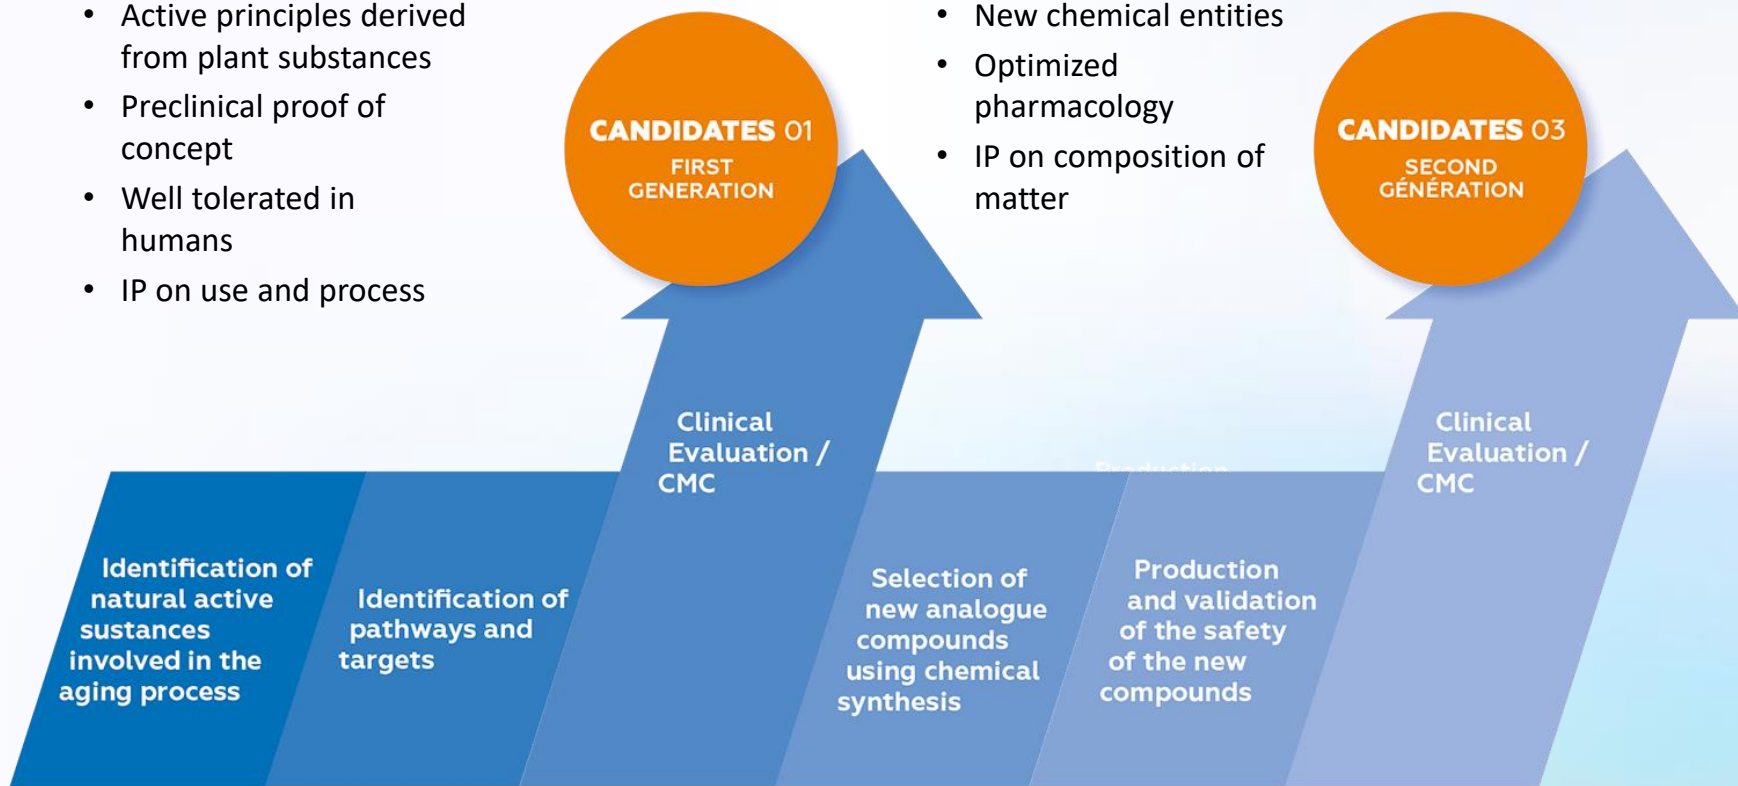 • Active principles derived
from plant substances
• Preclinical proof of
concept
• Well tolerated in
humans
• IP on use and process
CANDIDATES 01
FIRST
GENERATION
• New chemical entities
• Optimized
pharmacology
• IP on composition of
matter
CANDIDATES 03
SECOND
GÉNÉRATION
Identification of
natural active
sustances
involved in the
aging process
Identification of
pathways and
targets
Clinical
Evaluation /
CMC
Selection of
new analogue
compounds
using chemical
synthesis
Production
Production
and validation
of the safety
of the new
compounds
Clinical
Evaluation /
CMC